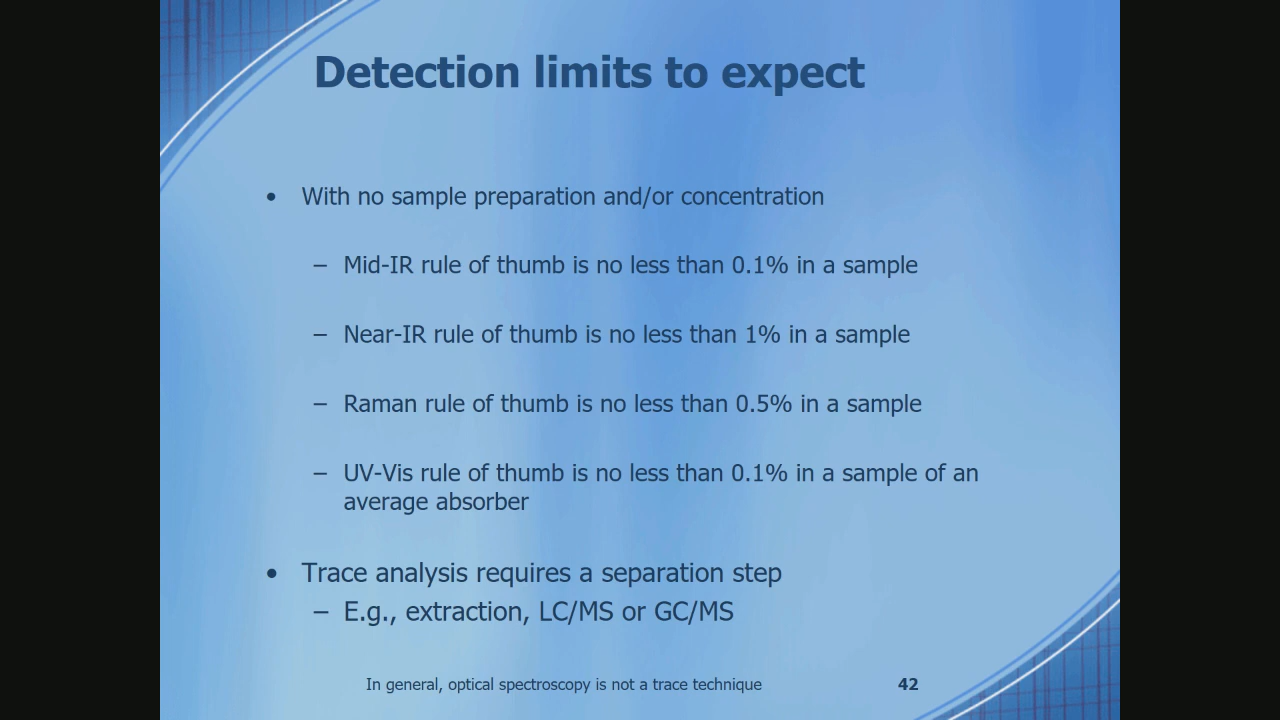 Detection limits to expect
• With no sample preparation and/or concentration
– Mid-IR rule of thumb is no less than 0.1% in a sample
– Near-IR rule of thumb is no less than 1% in a sample
– Raman rule of thumb is no less than 0.5% in a sample
– UV-Vis rule of thumb is no less than 0.1% in a sample of an
average absorber
• Trace analysis requires a separation step
– E.g., extraction, LC/MS or GC/MS
In general, optical spectroscopy is not a trace technique 42